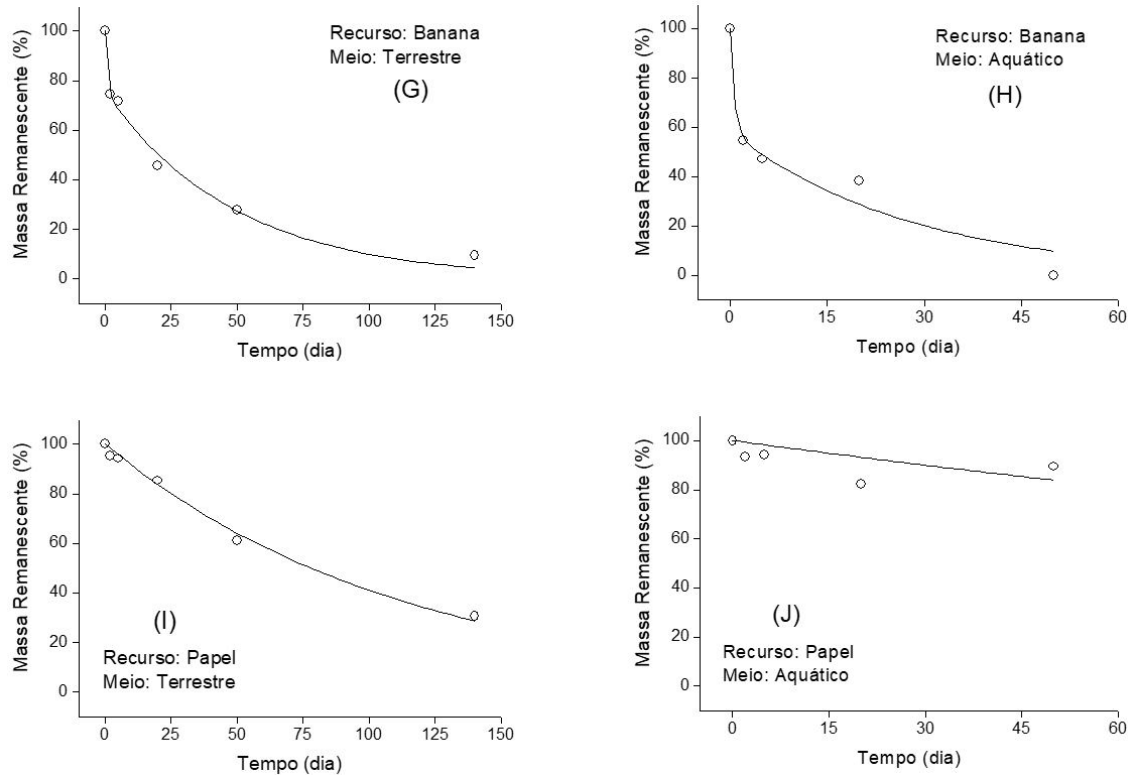 Massa Remanescente (%)
100
80
60
40
20
0
Recurso: Banana
Meio: Terrestre
(G)
0 25 50 75 100 125 150
Tempo (dia)
Massa Remanescente (%)
100
80
60
40
20
0
Recurso: Banana
Meio: Aquático
(H)
0 15 30 45 60
Tempo (dia)
Massa Remanescente (%)
100
80
60
40
20
0
(I)
Recurso: Papel
Meio: Terrestre
0 25 50 75 100 125 150
Tempo (dia)
Massa Remanescente (%)
100
80
60
40
20
0
(J)
Recurso: Papel
Meio: Aquático
0 15 30 45 60
Tempo (dia)